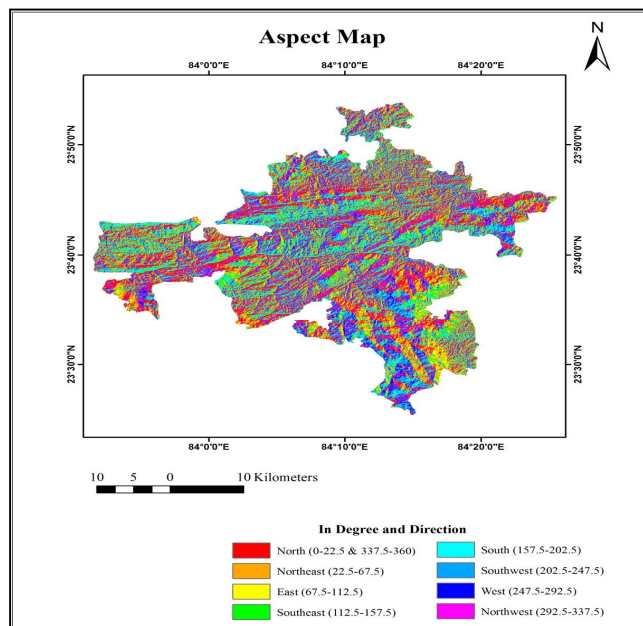 Aspect Map
N
84°0'0"E 84°10'0"E 84°20'0"E
23°50'0"N 23°50'0"N
23°40'0"N 23°40'0"N
23°30'0"N 23°30'0"N
84°0'0"E 84°10'0"E 84°20'0"E
10 5 0 10 Kilometers
In Degree and Direction
North (0-22.5 & 337.5-360) South (157.5-202.5)
Northeast (22.5-67.5) Southwest (202.5-247.5)
East (67.5-112.5) West (247.5-292.5)
Southeast (112.5-157.5) Northwest (292.5-337.5)